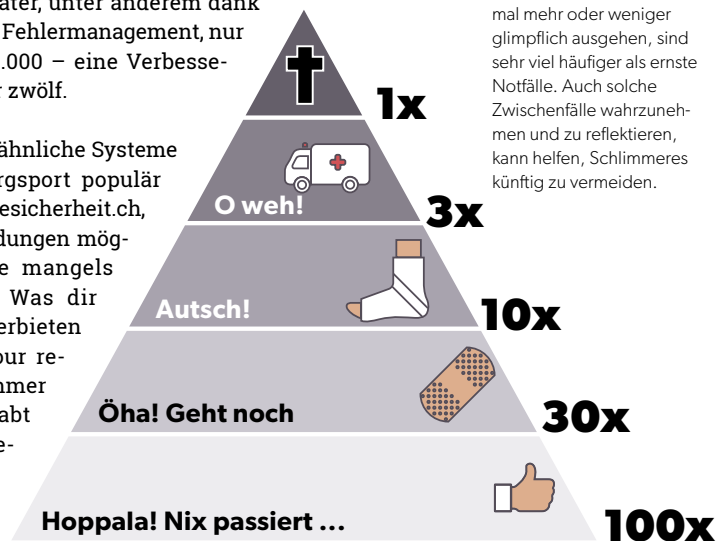 ater, unter anderem dank
Fehlermanagement, nur
.000 – eine Verbesse-
zwölf.
ähnliche Systeme
rgsport populär
esicherheit.ch,
dungen mög-
e mangels
Was dir
erbieten
our re-
mmer
abt
e-
mal mehr oder weniger
glimpflich ausgehen, sind
sehr viel häufiger als ernste
Notfälle. Auch solche
Zwischenfälle wahrzuneh-
men und zu reflektieren,
kann helfen, Schlimmeres
künftig zu vermeiden.
1x
O weh!
3x
Autsch!
10x
Öha! Geht noch
30x
Hoppala! Nix passiert ...
100x